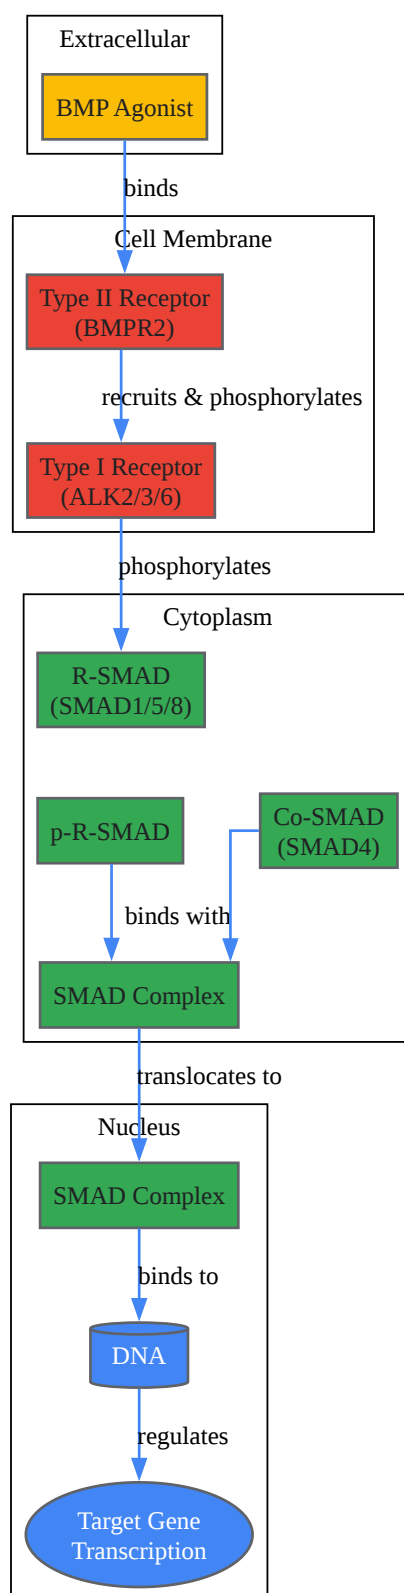 Extracellular
BMP Agonist
binds
Cell Membrane
Type II Receptor
(BMPR2)
recruits & phosphorylates
Type I Receptor
(ALK2/3/6)
phosphorylates
Cytoplasm
R-SMAD
(SMAD1/5/8)
p-R-SMAD
Co-SMAD
(SMAD4)
binds with
SMAD Complex
translocates to
Nucleus
SMAD Complex
binds to
DNA
regulates
Target Gene
Transcription